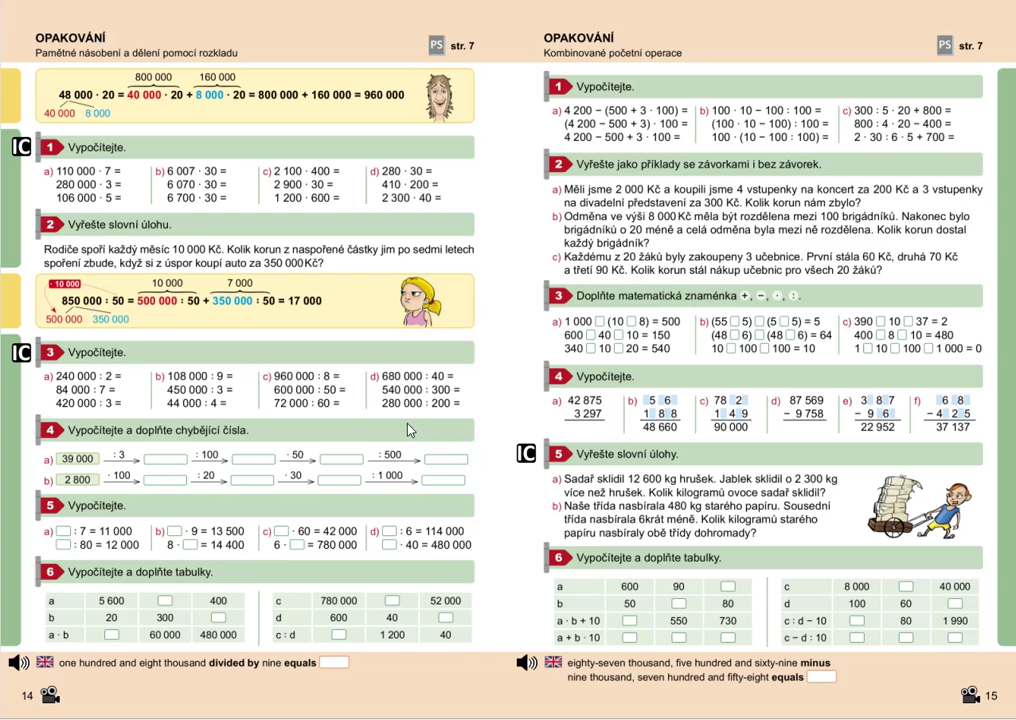 OPAKOVÁNÍ
Pamětné násobení a dělení pomocí rozkladu
PS str. 7
800 000 160 000
48 000 · 20 = 40 000 · 20 + 8 000 · 20 = 800 000 + 160 000 = 960 000
40 000 8 000
IC
1 Vypočítejte.
a) 110 000 · 7 = b) 6 007 · 30 = c) 2 100 · 400 = d) 280 · 30 =
280 000 · 3 = 6 070 · 30 = 2 900 · 30 = 410 · 200 =
106 000 · 5 = 6 700 · 30 = 1 200 · 600 = 2 300 · 40 =
2 Vyřešte slovní úlohu.
Rodiče spoří každý měsíc 10 000 Kč. Kolik korun z naspořené částky jim po sedmi letech
spoření zbude, když si z úspor koupí auto za 350 000 Kč?
· 10 000 10 000 7 000
850 000 : 50 = 500 000 : 50 + 350 000 : 50 = 17 000
500 000 350 000
IC
3 Vypočítejte.
a) 240 000 : 2 = b) 108 000 : 9 = c) 960 000 : 8 = d) 680 000 : 40 =
84 000 : 7 = 450 000 : 3 = 600 000 : 50 = 540 000 : 300 =
420 000 : 3 = 44 000 : 4 = 72 000 : 60 = 280 000 : 200 =
4 Vypočítejte a doplňte chybějící čísla.
a) 39 000 : 3 : 100 · 50 : 500
b) 2 800 · 100 : 20 · 30 : 1 000
5 Vypočítejte.
a) : 7 = 11 000 b) · 9 = 13 500 c) · 60 = 42 000 d) : 6 = 114 000
: 80 = 12 000 8 · = 14 400 6 · = 780 000 · 40 = 480 000
6 Vypočítejte a doplňte tabulky.
a 5 600 400 c 780 000 52 000
b 20 300 d 600 40
a · b 60 000 480 000 c : d 1 200 40
one hundred and eight thousand divided by nine equals
14
OPAKOVÁNÍ
Kombinované početní operace
PS str. 7
1 Vypočítejte.
a) 4 200 − (500 + 3 · 100) = b) 100 · 10 − 100 : 100 = c) 300 : 5 · 20 + 800 =
(4 200 − 500 + 3) · 100 = (100 · 10 − 100) : 100 = 800 : 4 · 20 − 400 =
4 200 − 500 + 3 · 100 = 100 · (10 − 100 : 100) = 2 · 30 : 6 · 5 + 700 =
2 Vyřešte jako příklady se závorkami i bez závorek.
a) Měli jsme 2 000 Kč a koupili jsme 4 vstupenky na koncert za 200 Kč a 3 vstupenky
na divadelní představení za 300 Kč. Kolik korun nám zbylo?
b) Odměna ve výši 8 000 Kč měla být rozdělena mezi 100 brigádníků. Nakonec bylo
brigádníků o 20 méně a celá odměna byla mezi ně rozdělena. Kolik korun dostal
každý brigádník?
c) Každému z 20 žáků byly zakoupeny 3 učebnice. První stála 60 Kč, druhá 70 Kč
a třetí 90 Kč. Kolik korun stál nákup učebnic pro všech 20 žáků?
3 Doplňte matematická znaménka +, −, ·, :.
a) 1 000 (10 8) = 500 b) (55 5) (5 5) = 5 c) 390 10 37 = 2
600 40 10 = 150 (48 6) (48 6) = 64 400 8 10 = 480
340 10 20 = 540 10 100 100 = 10 1 10 100 1 000 = 0
4 Vypočítejte.
a) 42 875 b) 5 6 c) 78 2 d) 87 569 e) 3 8 7 f) 6 8
3 297 1 8 8 1 4 9 − 9 758 − 9 6 − 4 2 5
48 660 90 000 22 952 37 137
IC
5 Vyřešte slovní úlohy.
a) Sadař sklidil 12 600 kg hrušek. Jablek sklidil o 2 300 kg
více než hrušek. Kolik kilogramů ovoce sadař sklidil?
b) Naše třída nasbírala 480 kg starého papíru. Sousední
třída nasbírala 6krát méně. Kolik kilogramů starého
papíru nasbíraly obě třídy dohromady?
6 Vypočítejte a doplňte tabulky.
a 600 90 c 8 000 40 000
b 50 80 d 100 60
a · b + 10 550 730 c : d − 10 80 1 990
a + b · 10 c − d : 10
eighty-seven thousand, five hundred and sixty-nine minus
nine thousand, seven hundred and fifty-eight equals
15